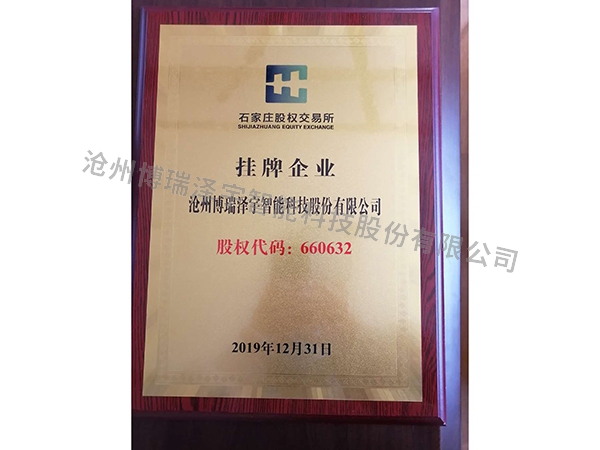 石家庄股权交易所
SHIJIAZHUANG EQUITY EXCHANGE
挂牌企业
沧州博瑞泽宇智能科技股份有限公司
股权代码：660632
2019年12月31日
沧州博瑞泽宇智能科技股份有限公司